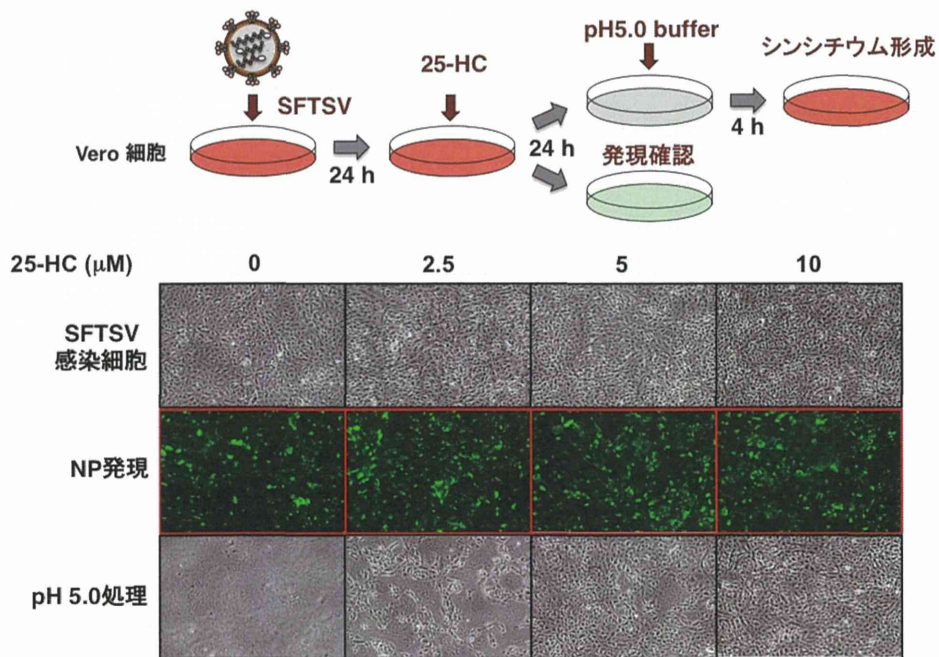 pH5.0 buffer
シンシチウム形成
25-HC
SFTSV
Vero 細胞
24 h
24 h
4 h
発現確認
25-HC (μM) 0 2.5 5 10
SFTSV
感染細胞
NP発現
pH 5.0処理